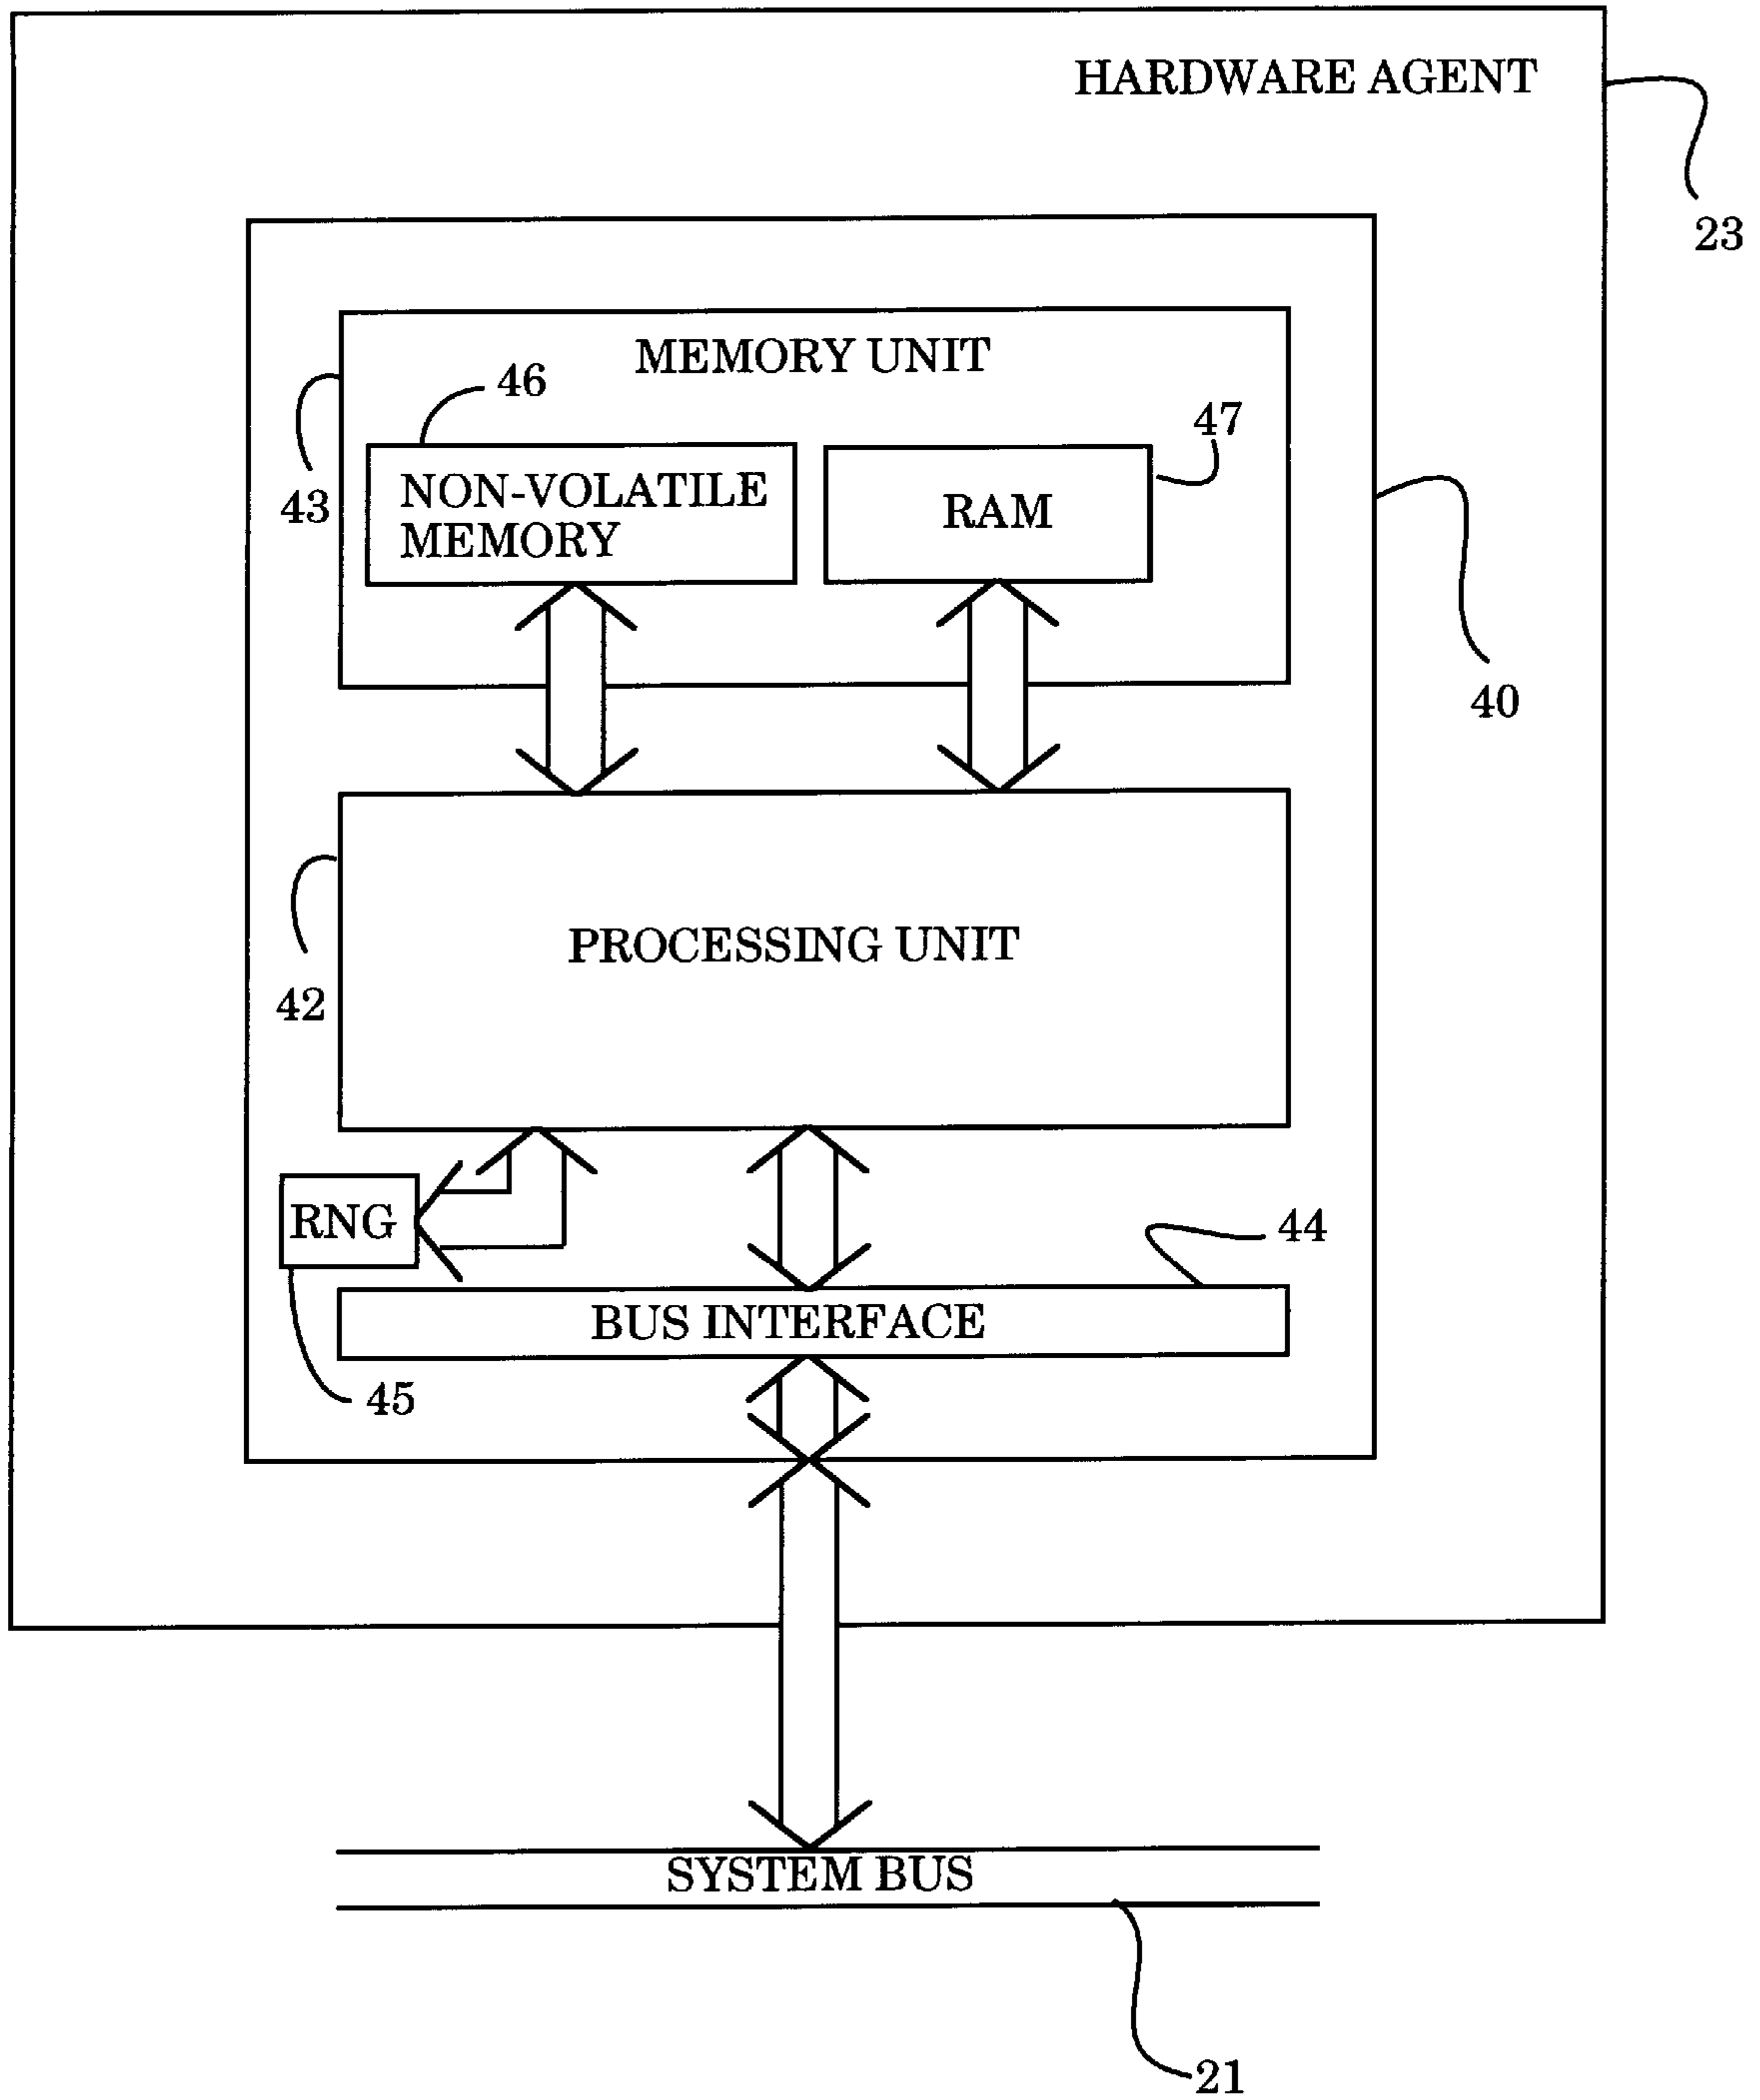 HARDWARE AGENT
23
MEMORY UNIT
46
47
43
NON-VOLATILE
MEMORY
RAM
40
PROCESSING UNIT
42
RNG
44
BUS INTERFACE
45
SYSTEM BUS
21